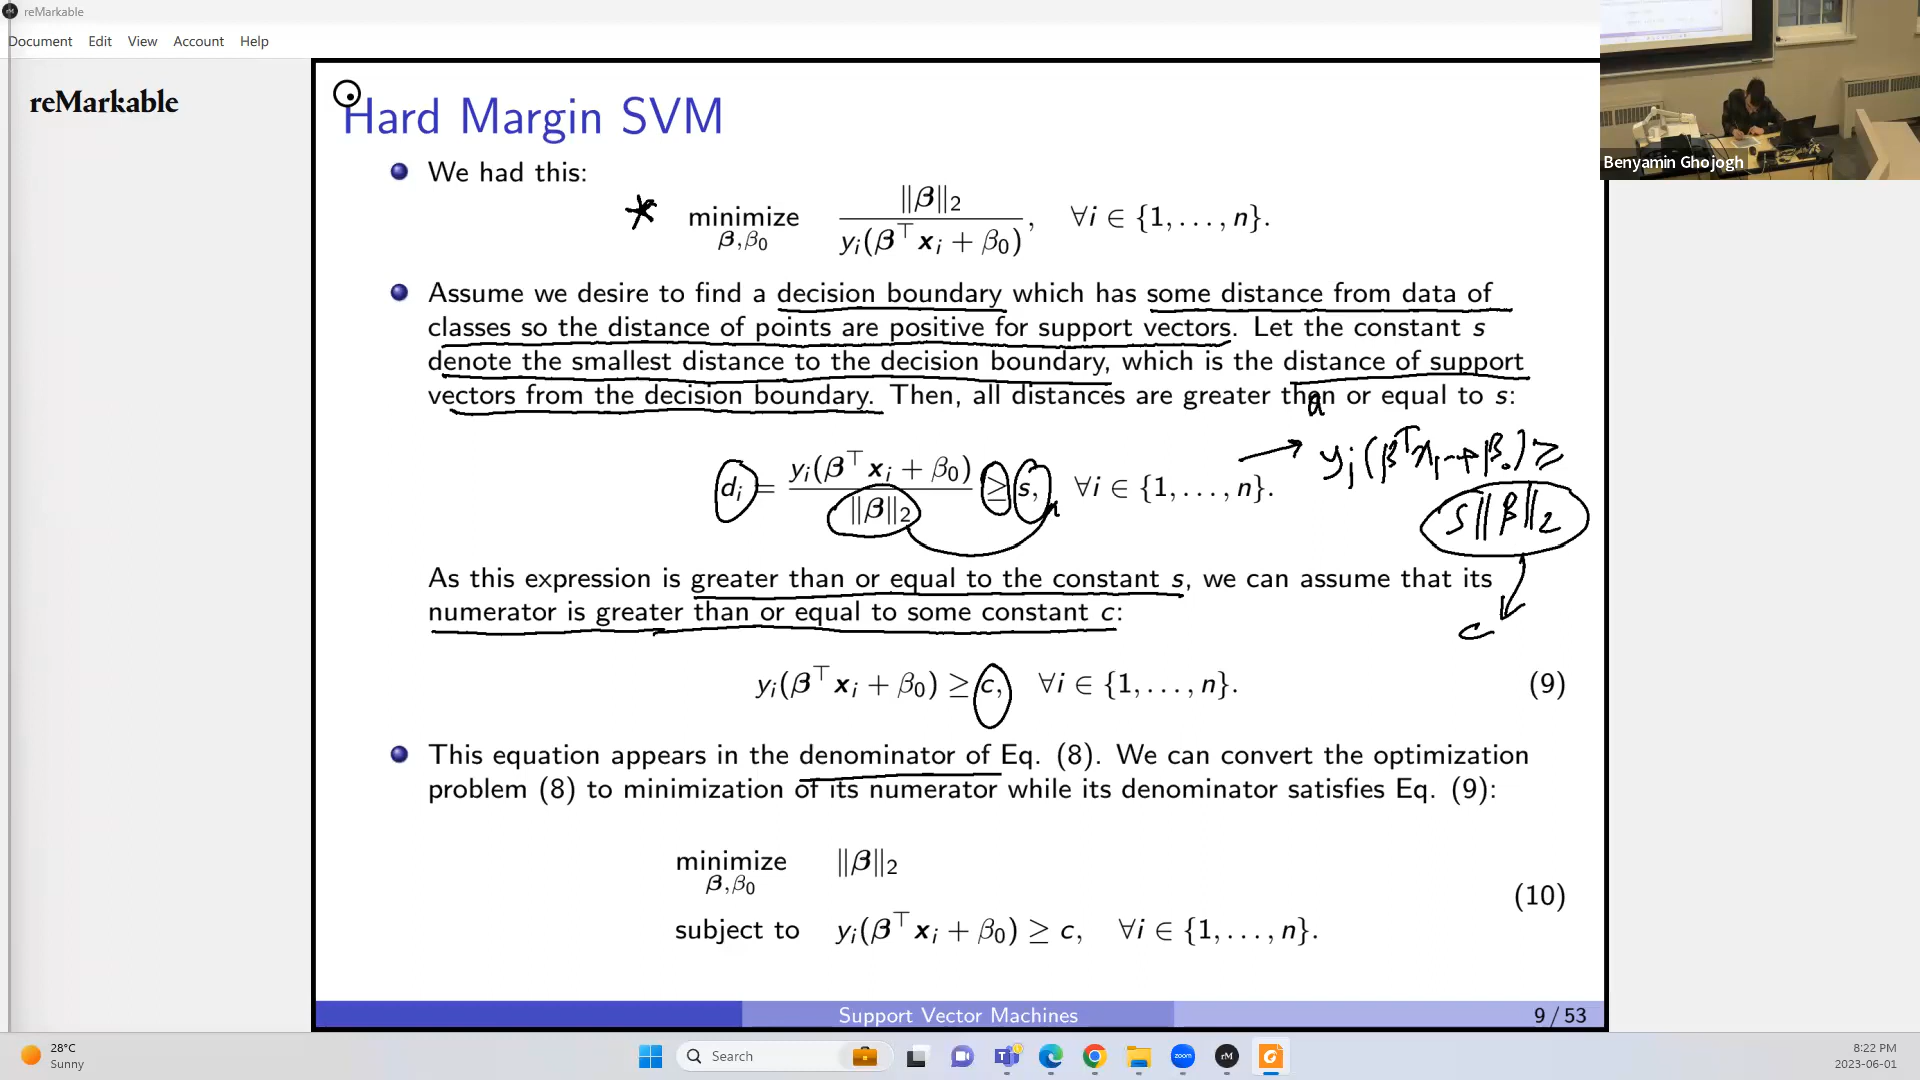 reMarkable
Document Edit View Account Help
reMarkable
Benyamin Ghojogh
Hard Margin SVM
We had this:
* minimize β,β₀ ‖β‖₂ / yᵢ(β⊤xᵢ + β₀), ∀i ∈ {1, . . . , n}.
Assume we desire to find a decision boundary which has some distance from data of
classes so the distance of points are positive for support vectors. Let the constant s
denote the smallest distance to the decision boundary, which is the distance of support
vectors from the decision boundary. Then, all distances are greater than or equal to s:
a
dᵢ = yᵢ(β⊤xᵢ + β₀) / ‖β‖₂ ≥ s, ∀i ∈ {1, . . . , n}.
→ yᵢ(β⊤xᵢ + β₀) ≥
s‖β‖₂
As this expression is greater than or equal to the constant s, we can assume that its
numerator is greater than or equal to some constant c:
c
yᵢ(β⊤xᵢ + β₀) ≥ c, ∀i ∈ {1, . . . , n}. (9)
This equation appears in the denominator of Eq. (8). We can convert the optimization
problem (8) to minimization of its numerator while its denominator satisfies Eq. (9):
minimize β,β₀ ‖β‖₂
(10)
subject to yᵢ(β⊤xᵢ + β₀) ≥ c, ∀i ∈ {1, . . . , n}.
Support Vector Machines 9 / 53
28°C
Sunny
Search
zoom
rM
8:22 PM
2023-06-01